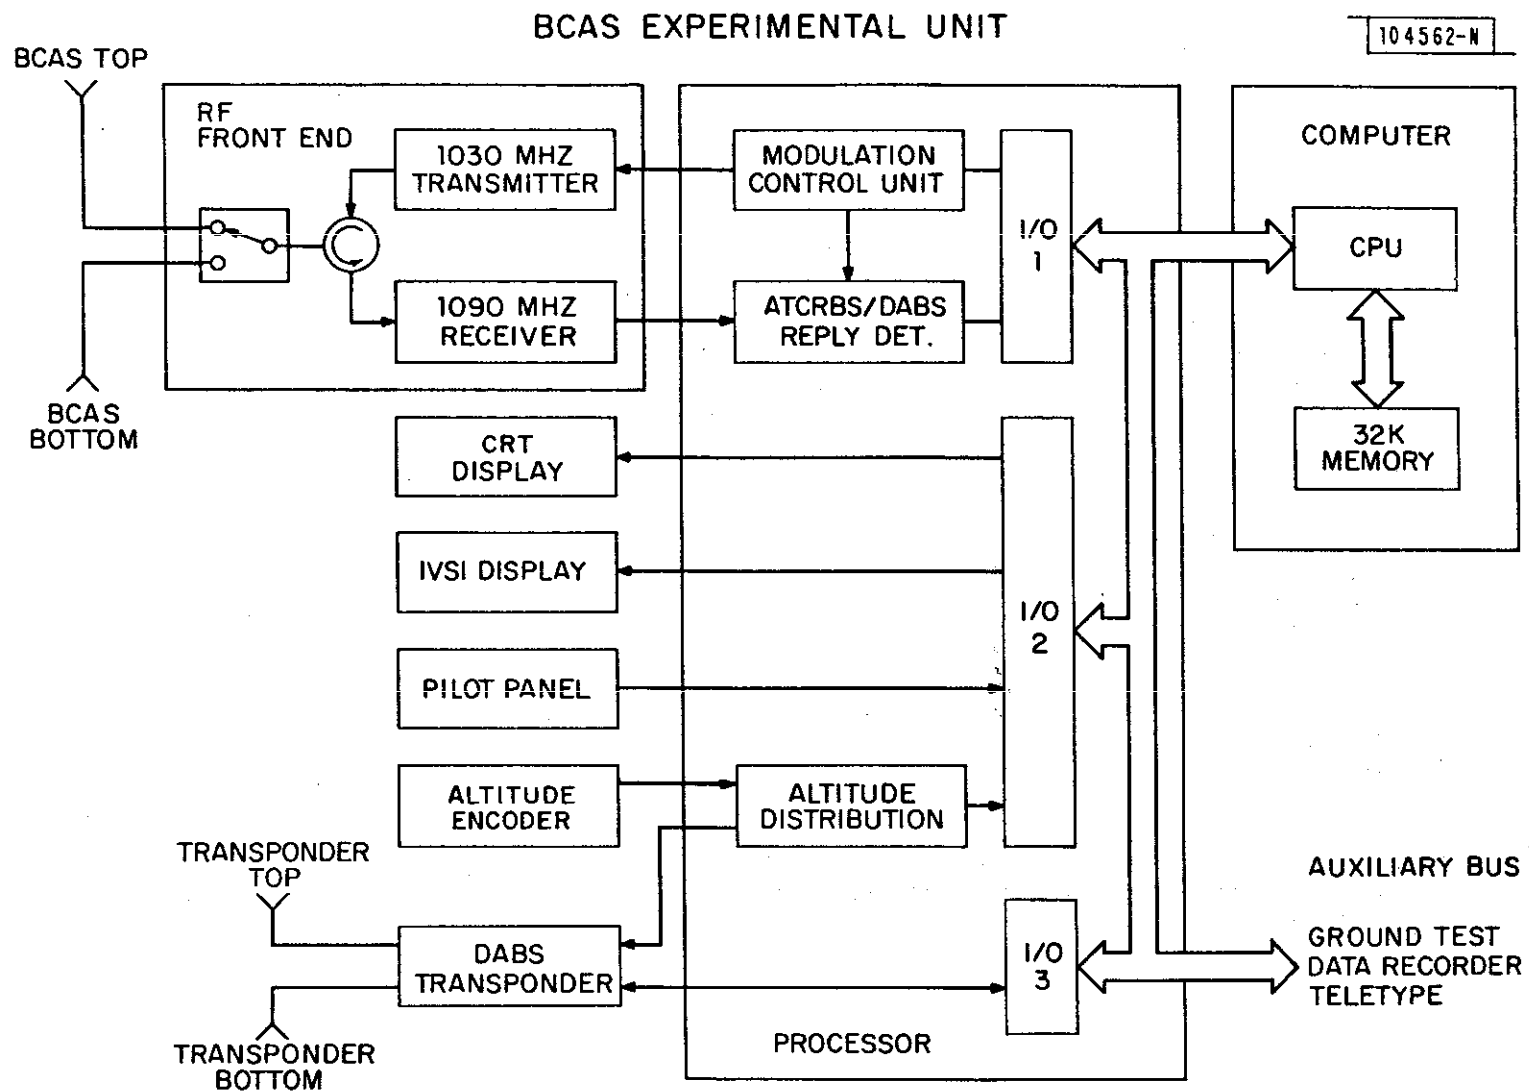 BCAS EXPERIMENTAL UNIT
104562-N
BCAS TOP
RF
FRONT END
1030 MHZ
TRANSMITTER
MODULATION
CONTROL UNIT
I/O
1
COMPUTER
CPU
1090 MHZ
RECEIVER
ATCRBS/DABS
REPLY DET.
BCAS
BOTTOM
32K
MEMORY
CRT
DISPLAY
IVSI DISPLAY
I/O
2
PILOT PANEL
ALTITUDE
ENCODER
ALTITUDE
DISTRIBUTION
TRANSPONDER
TOP
AUXILIARY BUS
DABS
TRANSPONDER
I/O
3
GROUND TEST
DATA RECORDER
TELETYPE
TRANSPONDER
BOTTOM
PROCESSOR